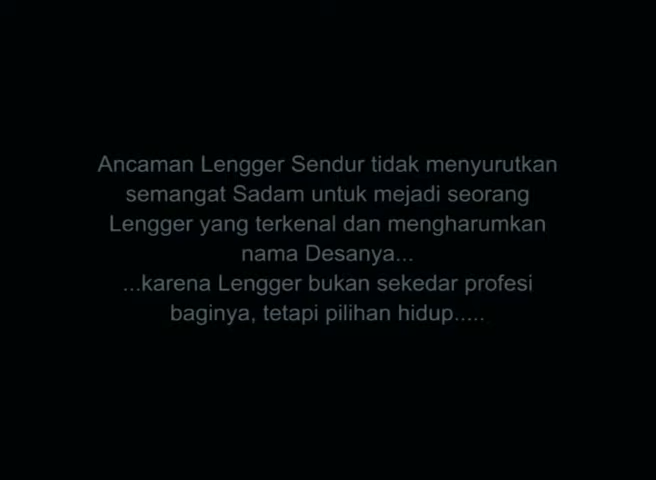 Ancaman Lengger Sendur tidak menyurutkan
semangat Sadam untuk mejadi seorang
Lengger yang terkenal dan mengharumkan
nama Desanya...
...karena Lengger bukan sekedar profesi
baginya, tetapi pilihan hidup.....